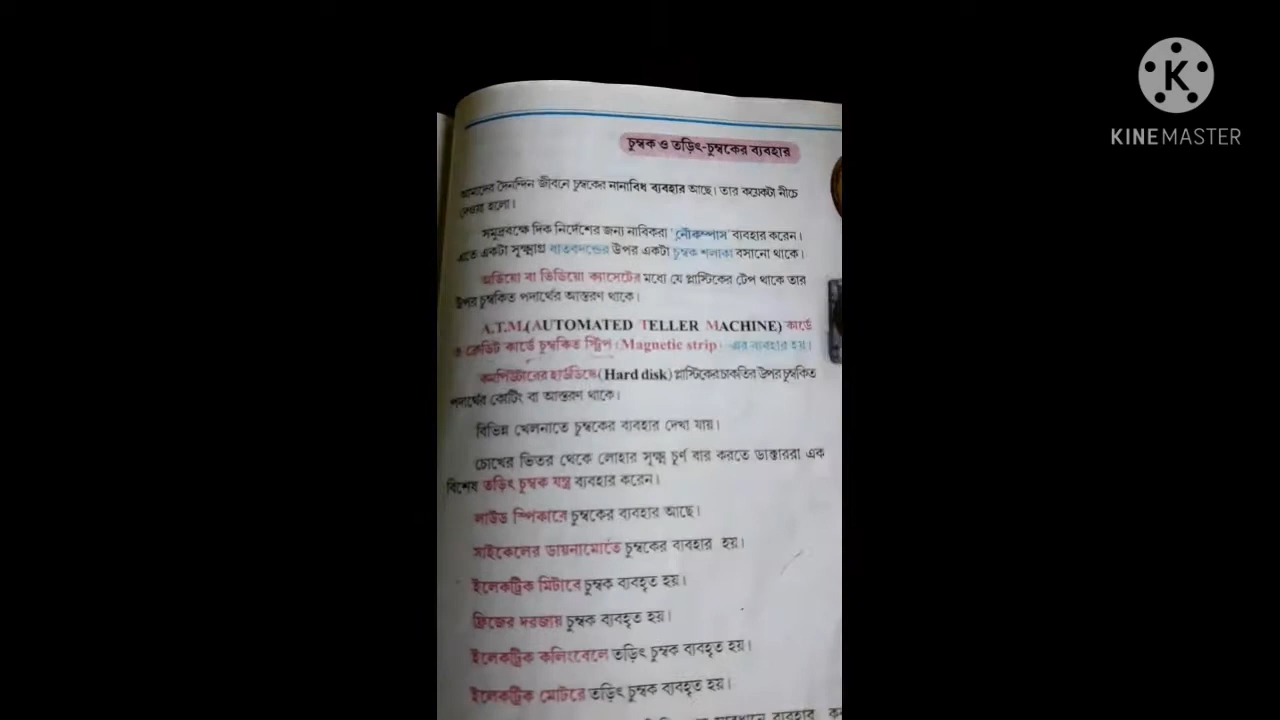 চুম্বক ও তড়িৎ-চুম্বকের ব্যবহার
আমাদের দৈনন্দিন জীবনে চুম্বকের নানাবিধ ব্যবহার আছে। তার কয়েকটা নীচে
দেওয়া হলো।
সমুদ্রবক্ষে দিক নির্দেশের জন্য নাবিকরা 'নৌকম্পাস' ব্যবহার করেন।
এতে একটা সূক্ষ্মাগ্র ধাতবদন্ডের উপর একটা চুম্বক শলাকা বসানো থাকে।
অডিয়ো বা ভিডিয়ো ক্যাসেটের মধ্যে যে প্লাস্টিকের টেপ থাকে তার
উপর চুম্বকিত পদার্থের আস্তরণ থাকে।
A.T.M.(AUTOMATED TELLER MACHINE) কার্ডে
ও ক্রেডিট কার্ডে চুম্বকিত স্ট্রিপ (Magnetic strip) এর ব্যবহার হয়।
কমপিউটারের হার্ডডিস্কে (Hard disk) প্লাস্টিকের চাকতির উপর চুম্বকিত
পদার্থের কোটিং বা আস্তরণ থাকে।
বিভিন্ন খেলনাতে চুম্বকের ব্যবহার দেখা যায়।
চোখের ভিতর থেকে লোহার সূক্ষ্ম চূর্ণ বার করতে ডাক্তাররা এক
বিশেষ তড়িৎ চুম্বক যন্ত্র ব্যবহার করেন।
লাউড স্পিকারে চুম্বকের ব্যবহার আছে।
সাইকেলের ডায়নামোতে চুম্বকের ব্যবহার হয়।
ইলেকট্রিক মিটারে চুম্বক ব্যবহৃত হয়।
ফ্রিজের দরজায় চুম্বক ব্যবহৃত হয়।
ইলেকট্রিক কলিংবেলে তড়িৎ চুম্বক ব্যবহৃত হয়।
ইলেকট্রিক মোটরে তড়িৎ চুম্বক ব্যবহৃত হয়।
K
KINEMASTER